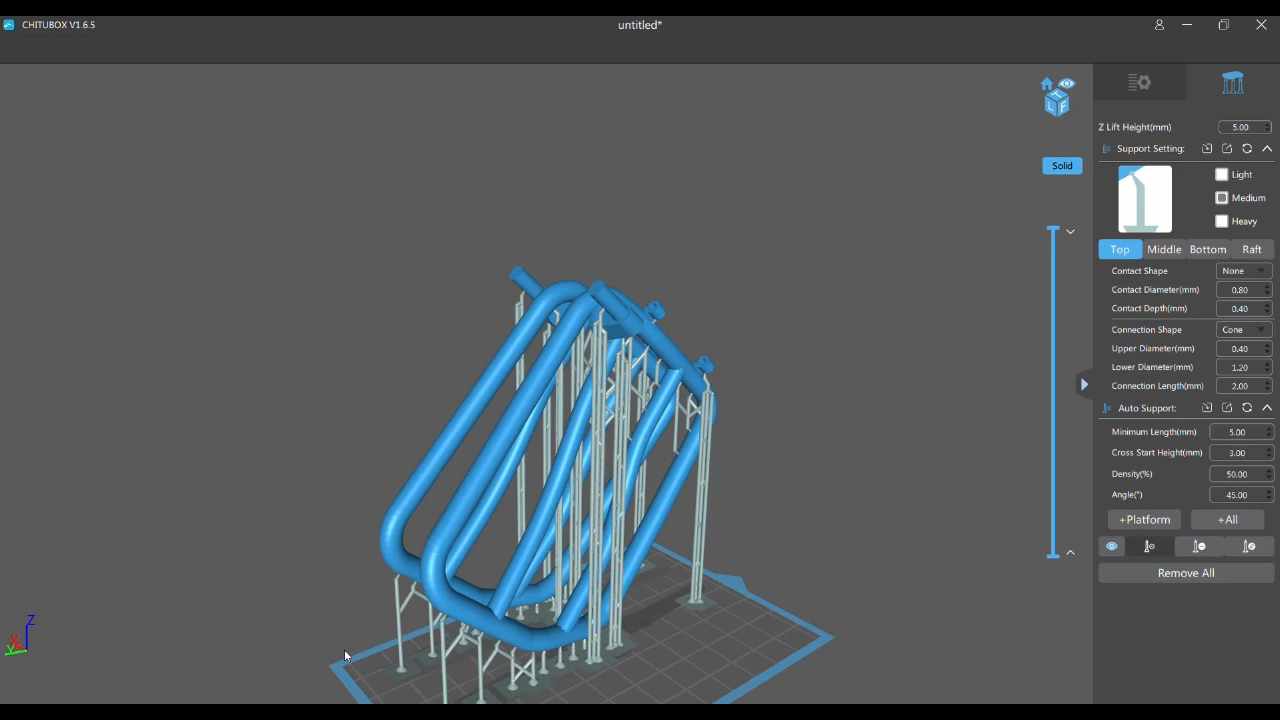 CHITUBOX V1.6.5
untitled*
Z Lift Height(mm) 5.00
Support Setting:
Light
Medium
Heavy
Top Middle Bottom Raft
Contact Shape None
Contact Diameter(mm) 0.80
Contact Depth(mm) 0.40
Connection Shape Cone
Upper Diameter(mm) 0.40
Lower Diameter(mm) 1.20
Connection Length(mm) 2.00
Auto Support:
Minimum Length(mm) 5.00
Cross Start Height(mm) 3.00
Density(%) 50.00
Angle(°) 45.00
+Platform +All
Remove All
Solid
T
L F
Z
X
Y